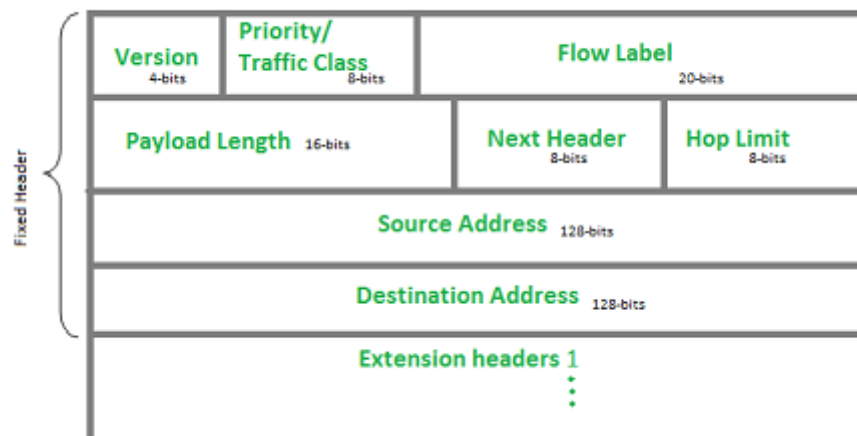 Version
4-bits
Priority/
Traffic Class
8-bits
Flow Label
20-bits
Payload Length 16-bits
Next Header
8-bits
Hop Limit
8-bits
Fixed Header
Source Address 128-bits
Destination Address 128-bits
Extension headers 1